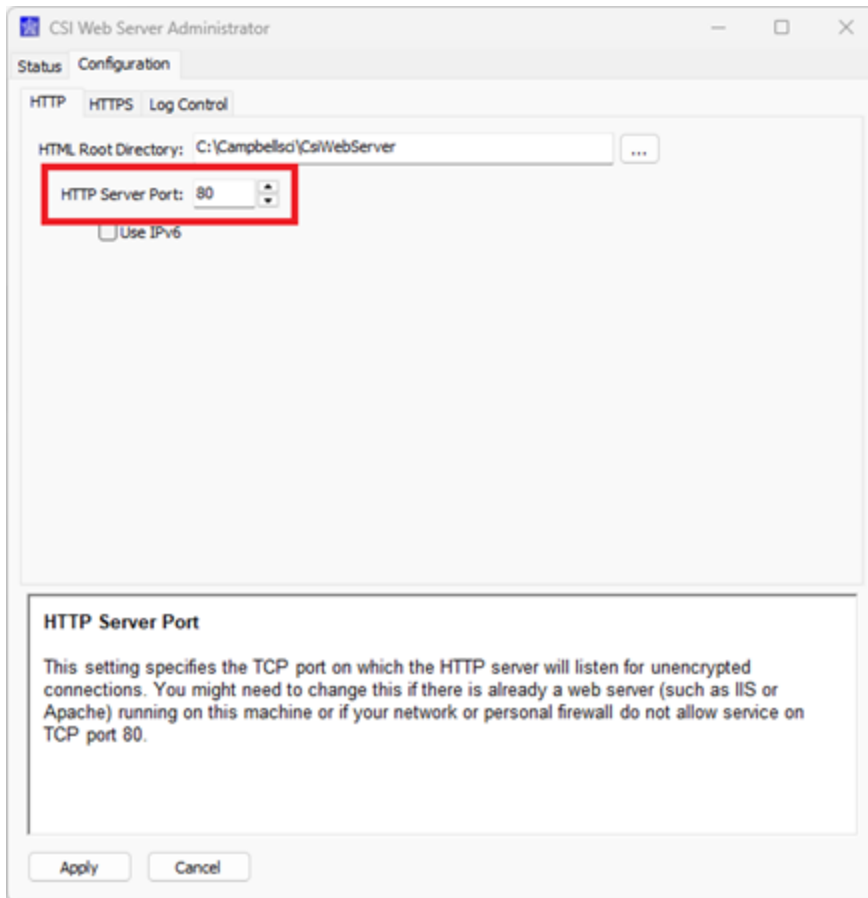 CSI Web Server Administrator
Status Configuration
HTTP HTTPS Log Control
HTML Root Directory: C:\Campbellsci\CsiWebServer ...
HTTP Server Port: 80
Use IPv6
HTTP Server Port
This setting specifies the TCP port on which the HTTP server will listen for unencrypted
connections. You might need to change this if there is already a web server (such as IIS or
Apache) running on this machine or if your network or personal firewall do not allow service on
TCP port 80.
Apply Cancel